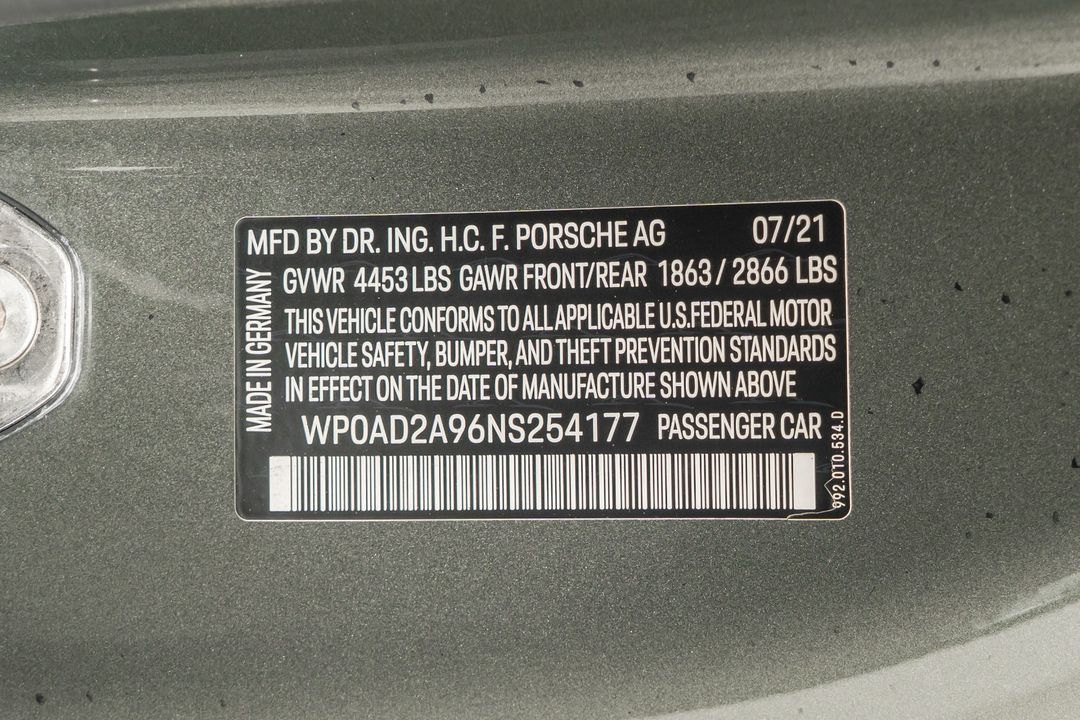 MFD BY DR. ING. H.C. F. PORSCHE AG 07/21
GVWR 4453 LBS GAWR FRONT/REAR 1863 / 2866 LBS
THIS VEHICLE CONFORMS TO ALL APPLICABLE U.S.FEDERAL MOTOR
VEHICLE SAFETY, BUMPER, AND THEFT PREVENTION STANDARDS
IN EFFECT ON THE DATE OF MANUFACTURE SHOWN ABOVE
WP0AD2A96NS254177 PASSENGER CAR
MADE IN GERMANY
992.010.534.D